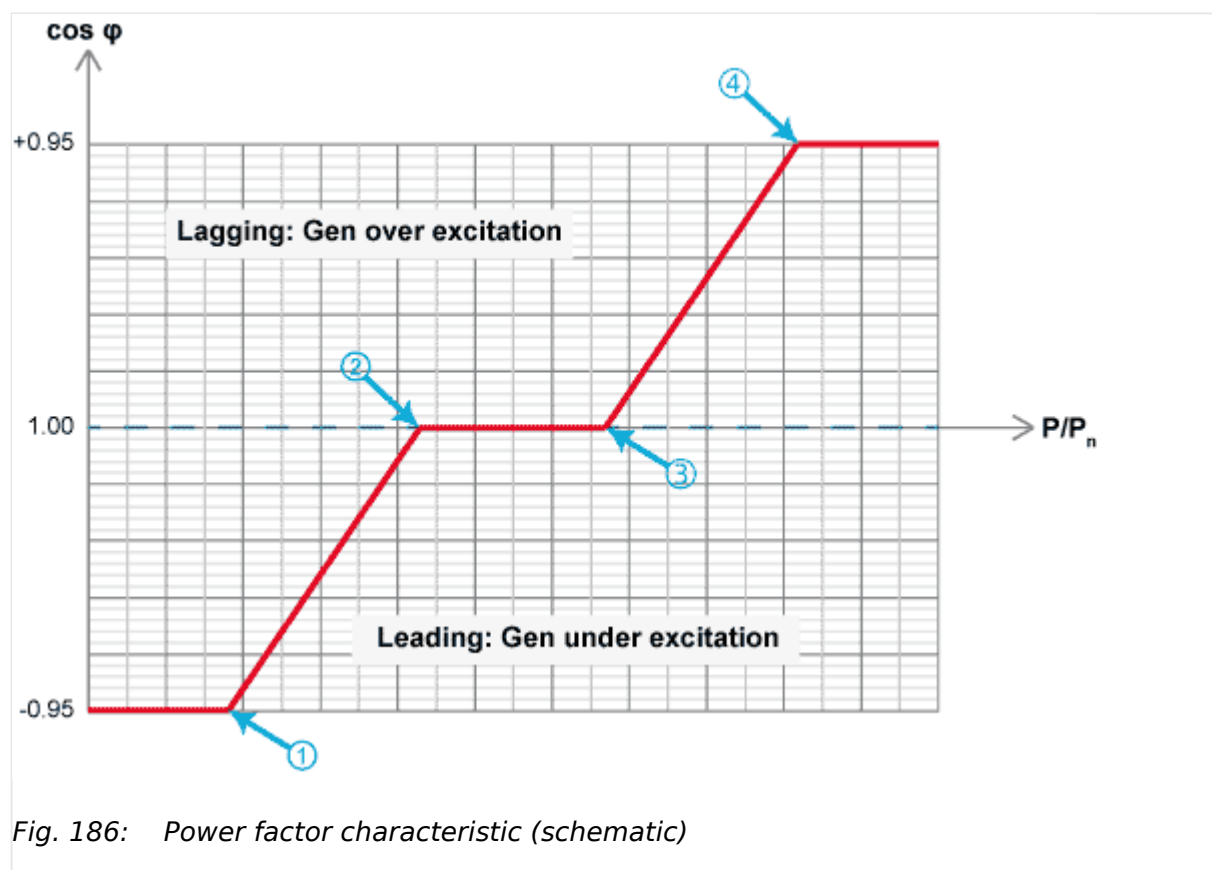 cos φ
④
+0.95
Lagging: Gen over excitation
②
1.00
P/Pn
③
Leading: Gen under excitation
-0.95
①
Fig. 186: Power factor characteristic (schematic)